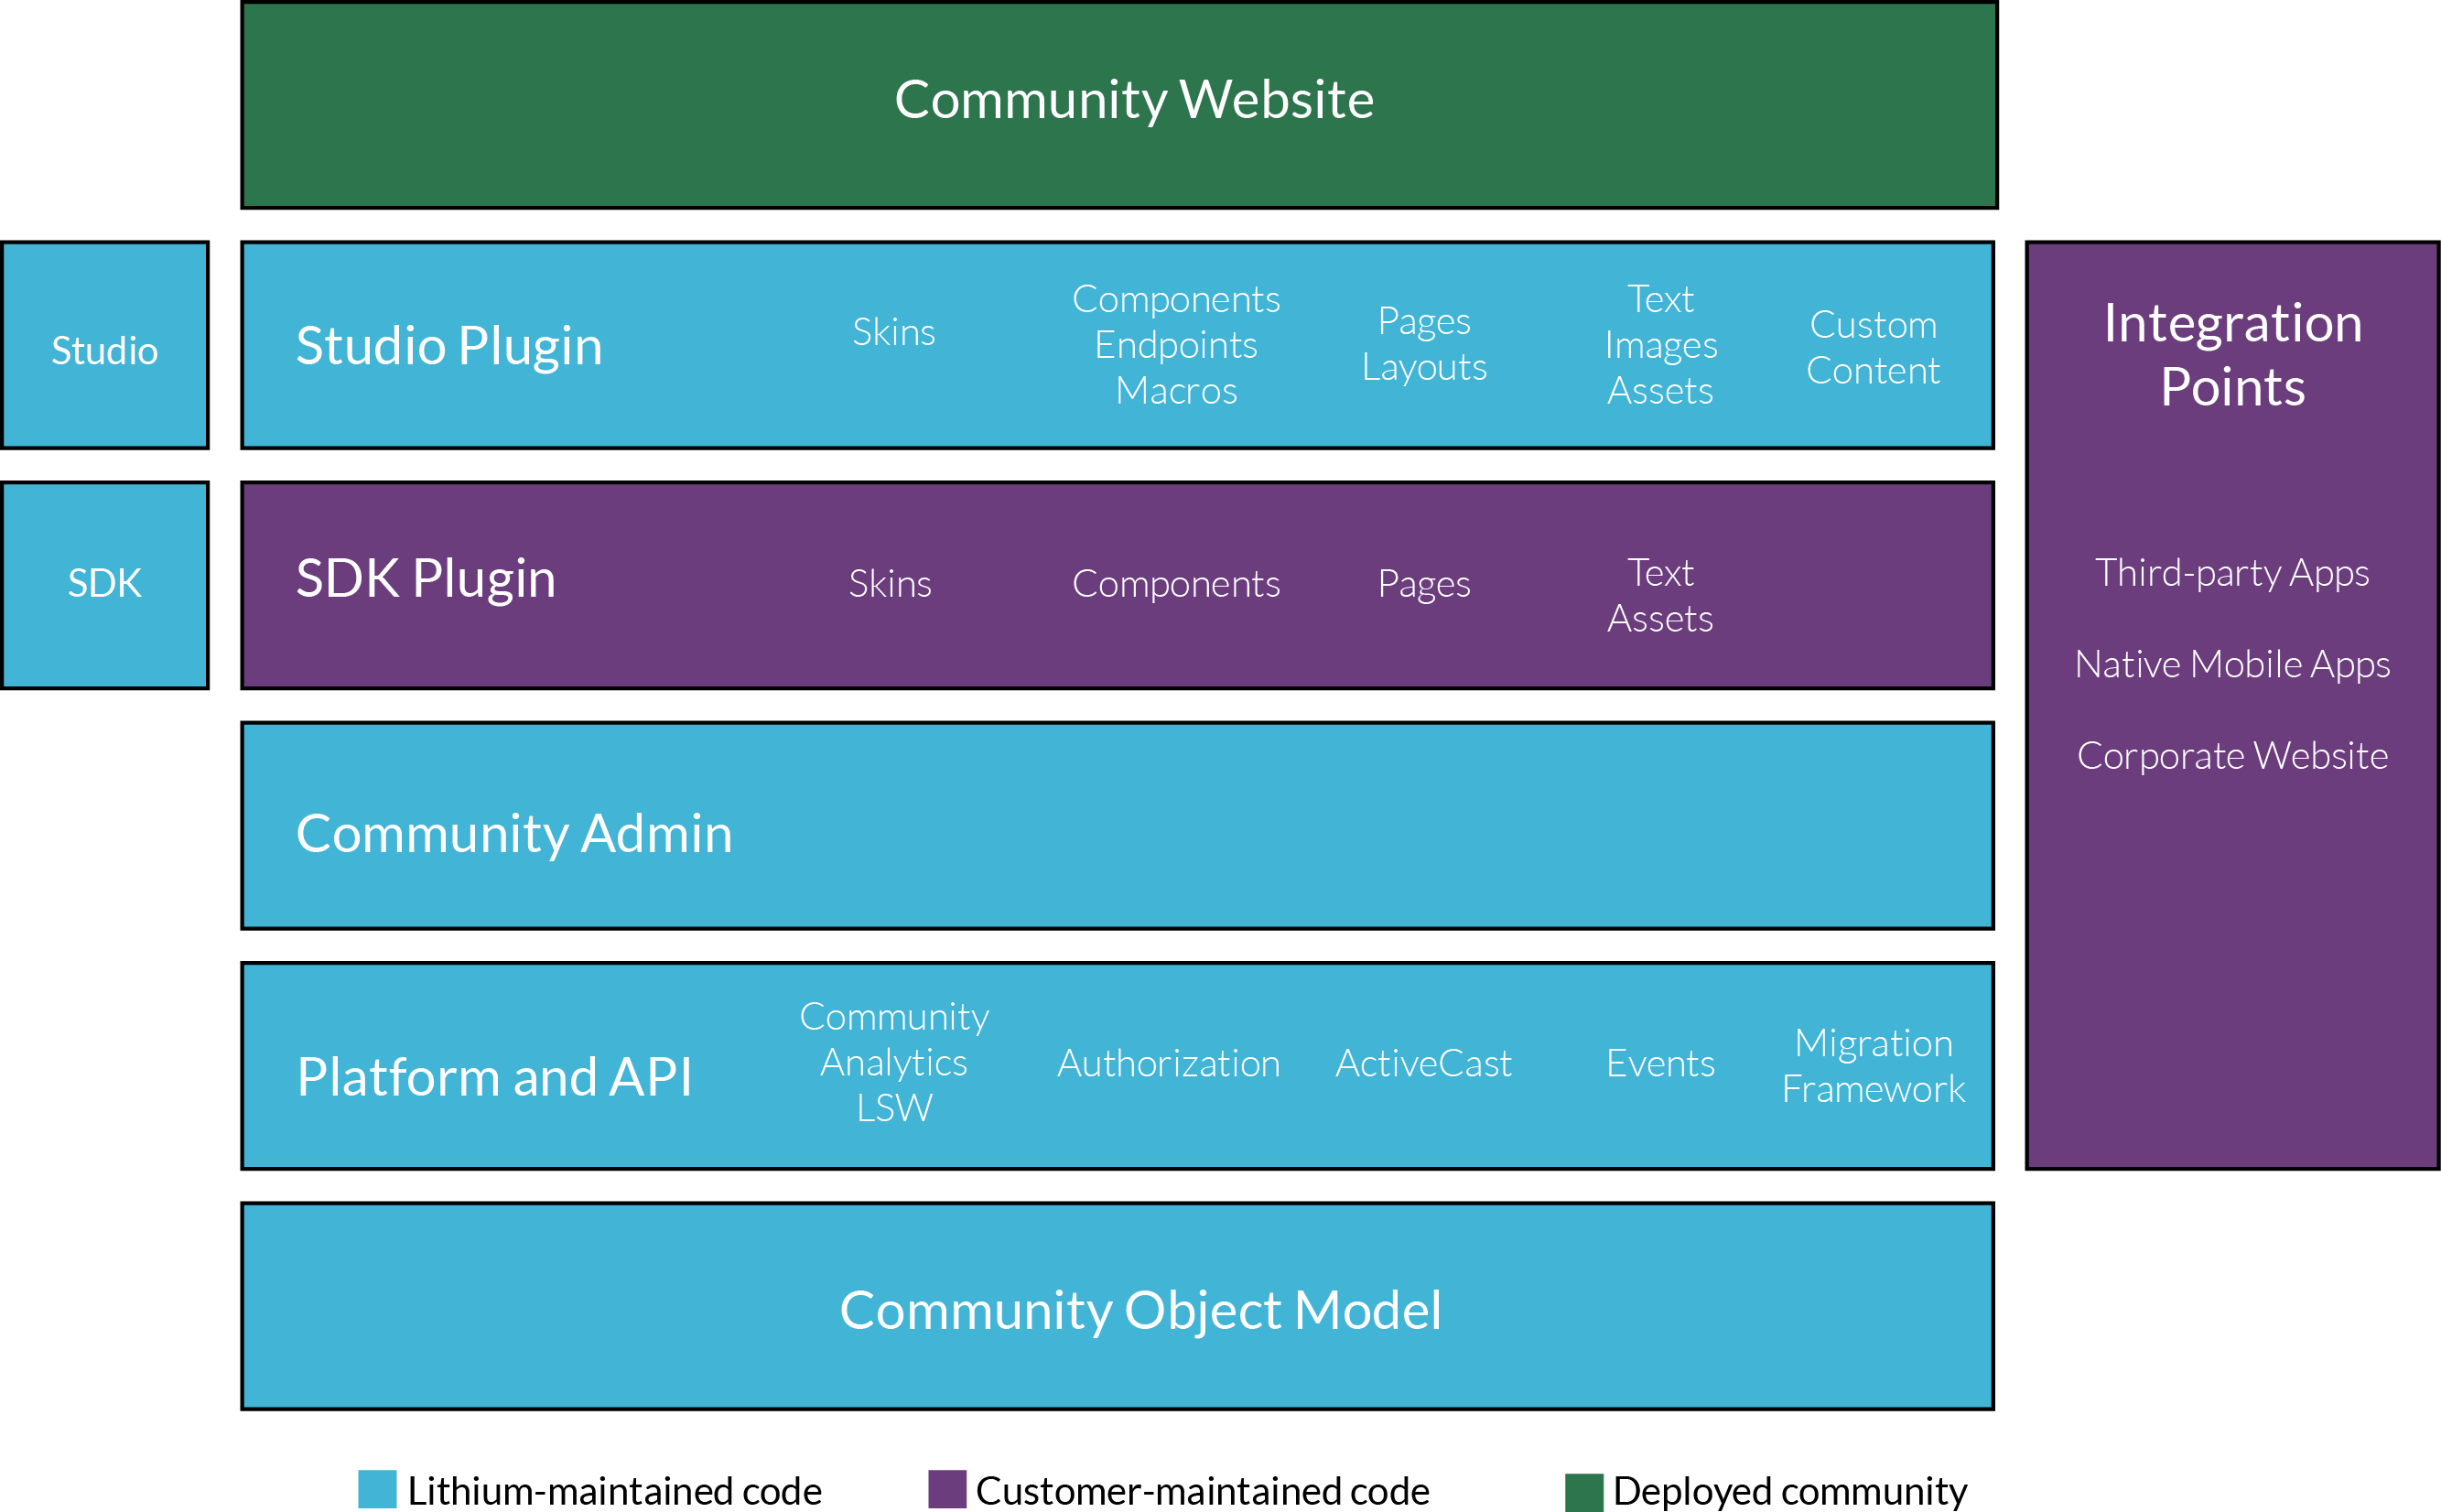 Community Website
Studio
Studio Plugin
Skins
Components
Endpoints
Macros
Pages
Layouts
Text
Images
Assets
Custom
Content
Integration
Points
Third-party Apps
Native Mobile Apps
Corporate Website
SDK
SDK Plugin
Skins
Components
Pages
Text
Assets
Community Admin
Platform and API
Community
Analytics
LSW
Authorization
ActiveCast
Events
Migration
Framework
Community Object Model
Lithium-maintained code
Customer-maintained code
Deployed community